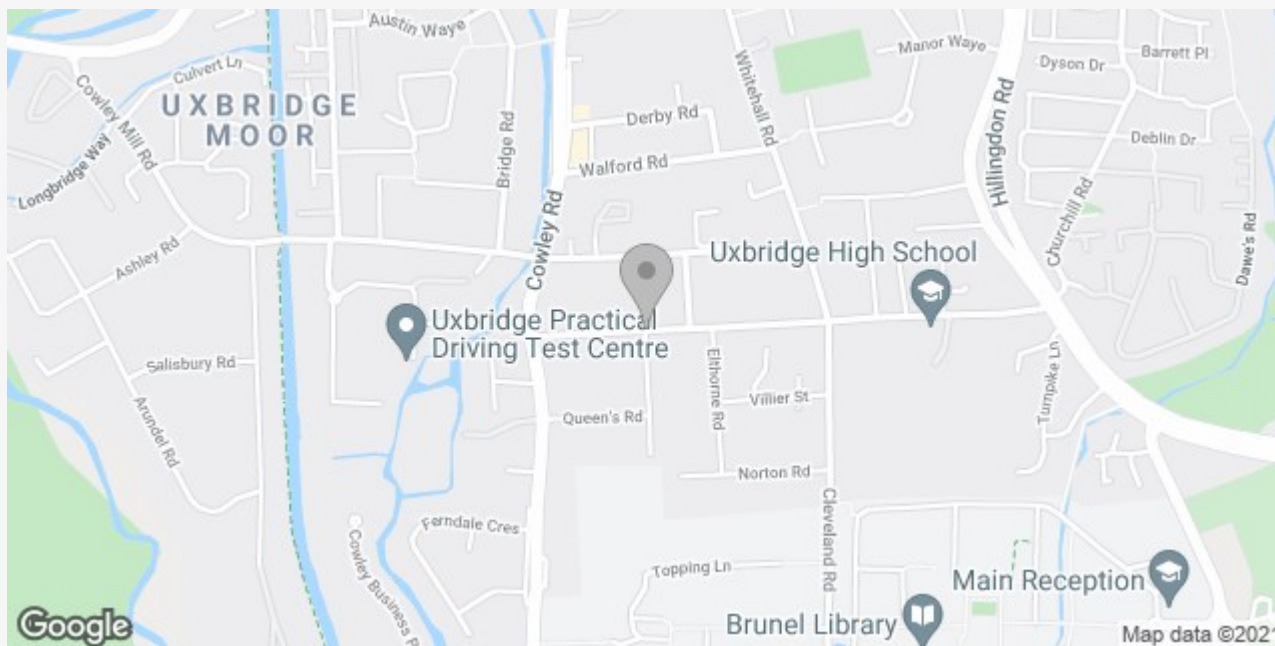 Austin Waye
Manor Waye
Barrett Pl
Dyson Dr
Culvert Ln
Whitehall Rd
Hillingdon Rd
UXBRIDGE
MOOR
Derby Rd
Deblin Dr
Cowley Mill Rd
Bridge Rd
Walford Rd
Longbridge Way
Churchill Rd
Dawe's Rd
Cowley Rd
Ashley Rd
Uxbridge High School
Uxbridge Practical
Driving Test Centre
Salisbury Rd
Elthorne Rd
Turnpike Ln
Villier St
Arundel Rd
Queen's Rd
Norton Rd
Cleveland Rd
Ferndale Cres
Cowley Business P
Topping Ln
Main Reception
Brunel Library
Google
Map data ©2021